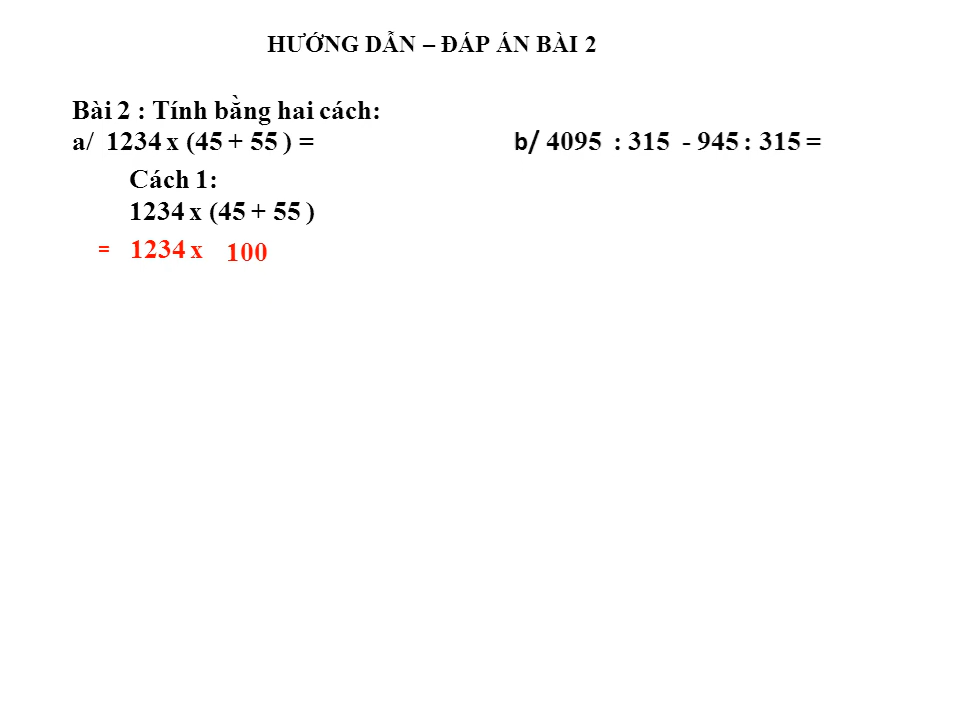 HƯỚNG DẪN – ĐÁP ÁN BÀI 2
Bài 2 : Tính bằng hai cách:
a/ 1234 x (45 + 55 ) =
b/ 4095 : 315 - 945 : 315 =
Cách 1:
1234 x (45 + 55 )
= 1234 x 100